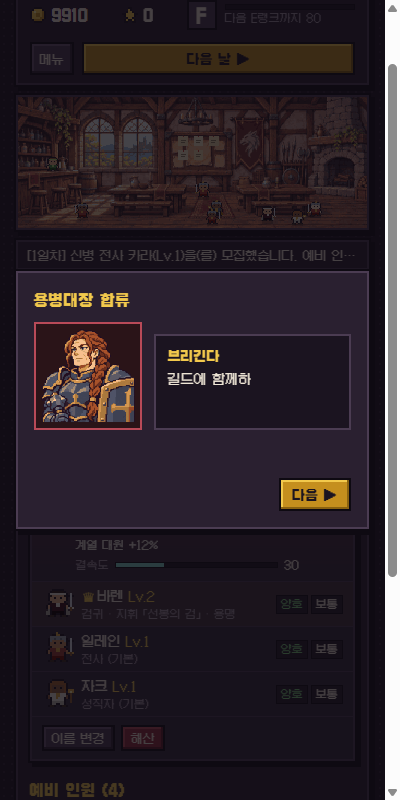 9910
0
F
다음 E랭크까지 80
메뉴
다음 날 ▶
[1일차] 신병 전사 카라(Lv.1)을(를) 모집했습니다. 예비 인…
용병대장 합류
브리킨다
길드에 함께하
다음 ▶
계열 대원 +12%
결속도
30
바렌 Lv.2
검귀 · 지휘 「선봉의 검」 · 용맹
양호
보통
일레인 Lv.1
전사 (기본)
양호
보통
자크 Lv.1
성직자 (기본)
양호
보통
이름 변경
해산
예비 인원 (4)